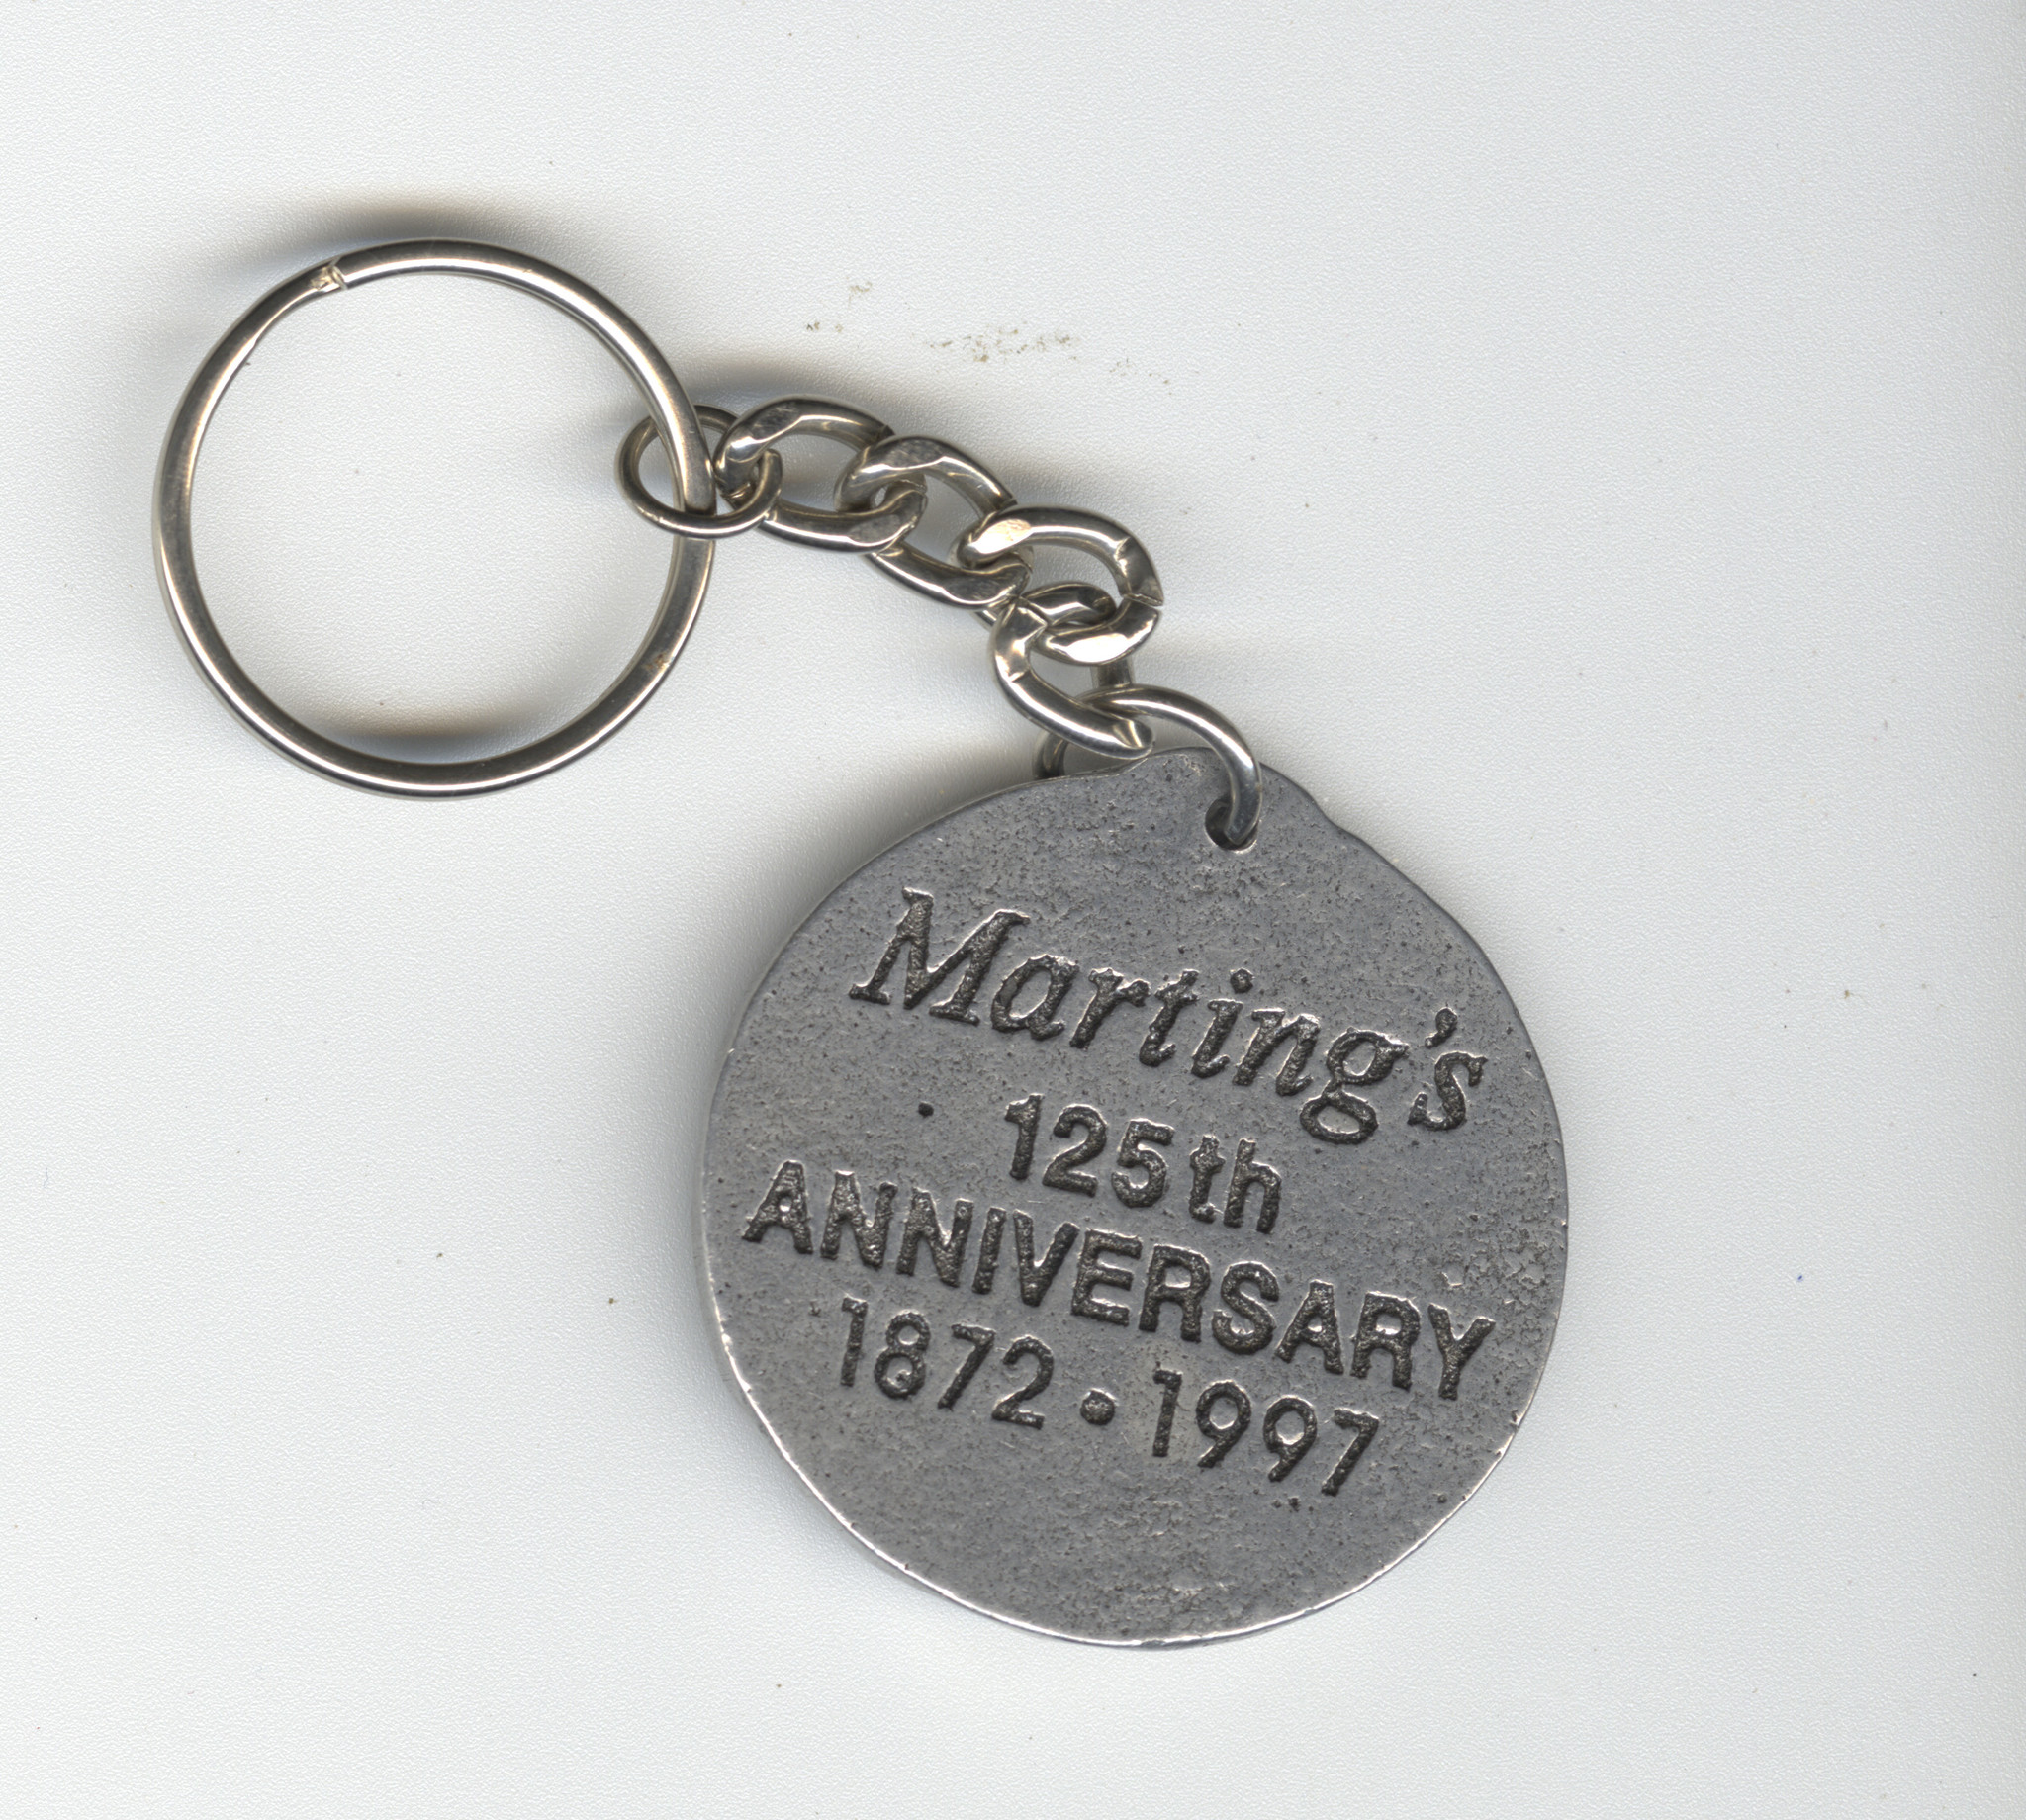 Marting's
125th
ANNIVERSARY
1872 • 1997